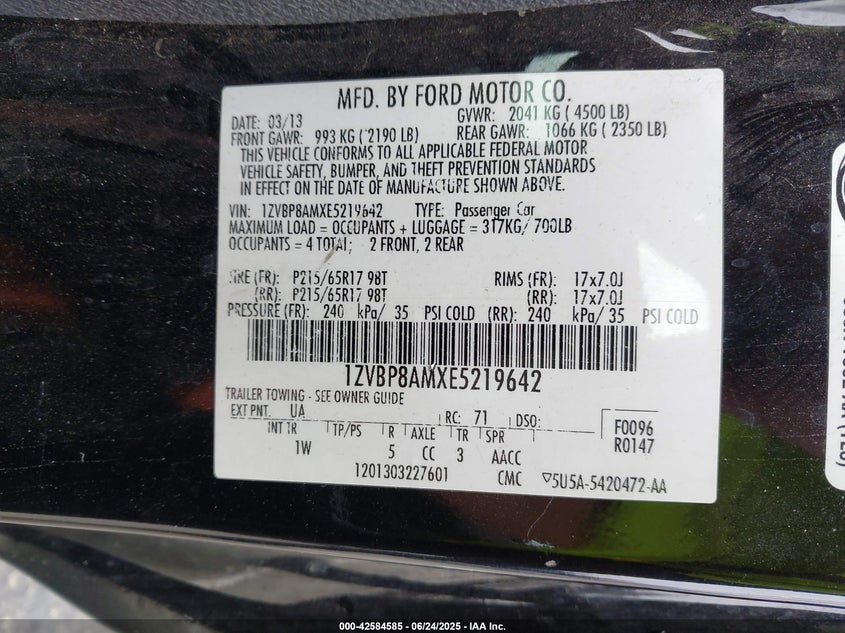 MFD. BY FORD MOTOR CO.
DATE: 03/13 GVWR: 2041 KG ( 4500 LB)
FRONT GAWR: 993 KG ( 2190 LB) REAR GAWR: 1066 KG ( 2350 LB)
THIS VEHICLE CONFORMS TO ALL APPLICABLE FEDERAL MOTOR
VEHICLE SAFETY, BUMPER, AND THEFT PREVENTION STANDARDS
IN EFFECT ON THE DATE OF MANUFACTURE SHOWN ABOVE.
VIN: 1ZVBP8AMXE5219642 TYPE: Passenger Car
MAXIMUM LOAD = OCCUPANTS + LUGGAGE = 317KG/ 700LB
OCCUPANTS = 4 TOTAL; 2 FRONT, 2 REAR
TIRE (FR): P215/65R17 98T RIMS (FR): 17x7.0J
(RR): P215/65R17 98T (RR): 17x7.0J
PRESSURE (FR): 240 kPa/ 35 PSI COLD (RR): 240 kPa/ 35 PSI COLD
1ZVBP8AMXE5219642
TRAILER TOWING - SEE OWNER GUIDE
EXT PNT: UA RC: 71 DSO: F0096
INT TR TP/PS R AXLE TR SPR R0147
1W 5 CC 3 AACC
1201303227601 CMC ▽5U5A-5420472-AA
000-42584585 - 06/24/2025 - IAA Inc.